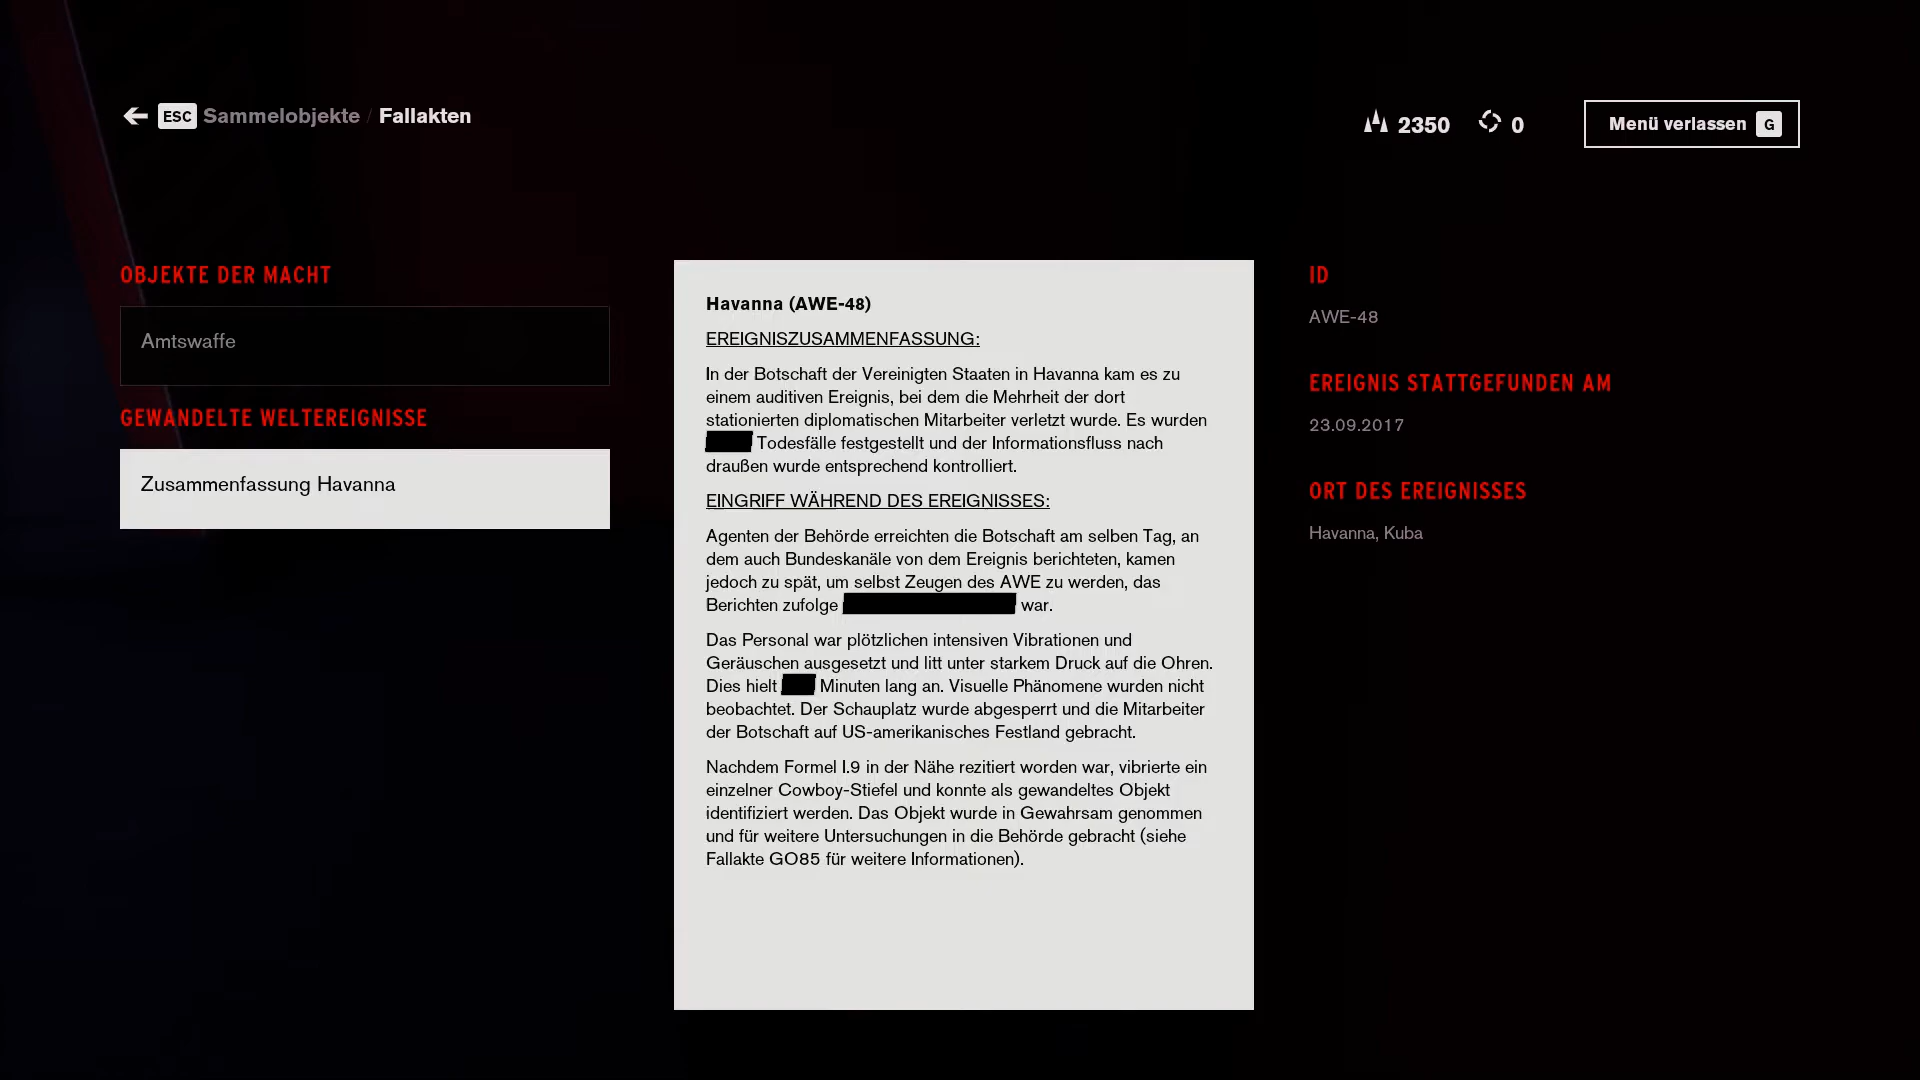 ESC Sammelobjekte / Fallakten
2350 0 Menü verlassen G
OBJEKTE DER MACHT
Amtswaffe
GEWANDELTE WELTEREIGNISSE
Zusammenfassung Havanna
Havanna (AWE-48)
EREIGNISZUSAMMENFASSUNG:
In der Botschaft der Vereinigten Staaten in Havanna kam es zu
einem auditiven Ereignis, bei dem die Mehrheit der dort
stationierten diplomatischen Mitarbeiter verletzt wurde. Es wurden
Todesfälle festgestellt und der Informationsfluss nach
draußen wurde entsprechend kontrolliert.
EINGRIFF WÄHREND DES EREIGNISSES:
Agenten der Behörde erreichten die Botschaft am selben Tag, an
dem auch Bundeskanäle von dem Ereignis berichteten, kamen
jedoch zu spät, um selbst Zeugen des AWE zu werden, das
Berichten zufolge war.
Das Personal war plötzlichen intensiven Vibrationen und
Geräuschen ausgesetzt und litt unter starkem Druck auf die Ohren.
Dies hielt Minuten lang an. Visuelle Phänomene wurden nicht
beobachtet. Der Schauplatz wurde abgesperrt und die Mitarbeiter
der Botschaft auf US-amerikanisches Festland gebracht.
Nachdem Formel I.9 in der Nähe rezitiert worden war, vibrierte ein
einzelner Cowboy-Stiefel und konnte als gewandeltes Objekt
identifiziert werden. Das Objekt wurde in Gewahrsam genommen
und für weitere Untersuchungen in die Behörde gebracht (siehe
Fallakte GO85 für weitere Informationen).
ID
AWE-48
EREIGNIS STATTGEFUNDEN AM
23.09.2017
ORT DES EREIGNISSES
Havanna, Kuba